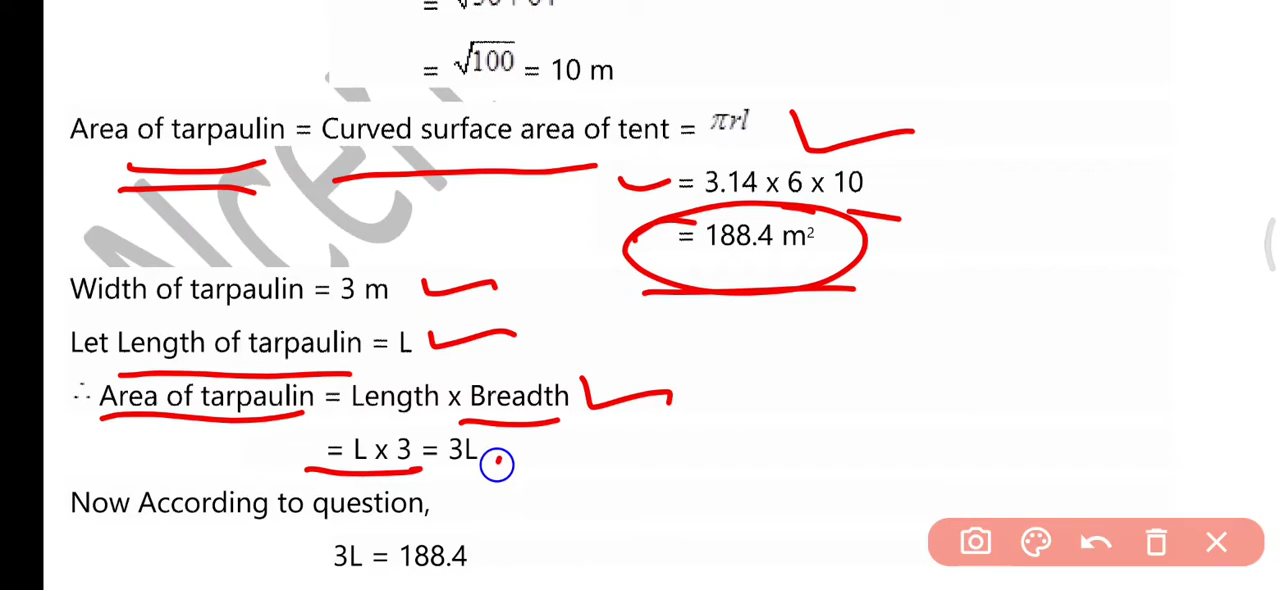 = √100 = 10 m
Area of tarpaulin = Curved surface area of tent = πrl
= 3.14 x 6 x 10
= 188.4 m²
Width of tarpaulin = 3 m
Let Length of tarpaulin = L
∴ Area of tarpaulin = Length x Breadth
= L x 3 = 3L
Now According to question,
3L = 188.4